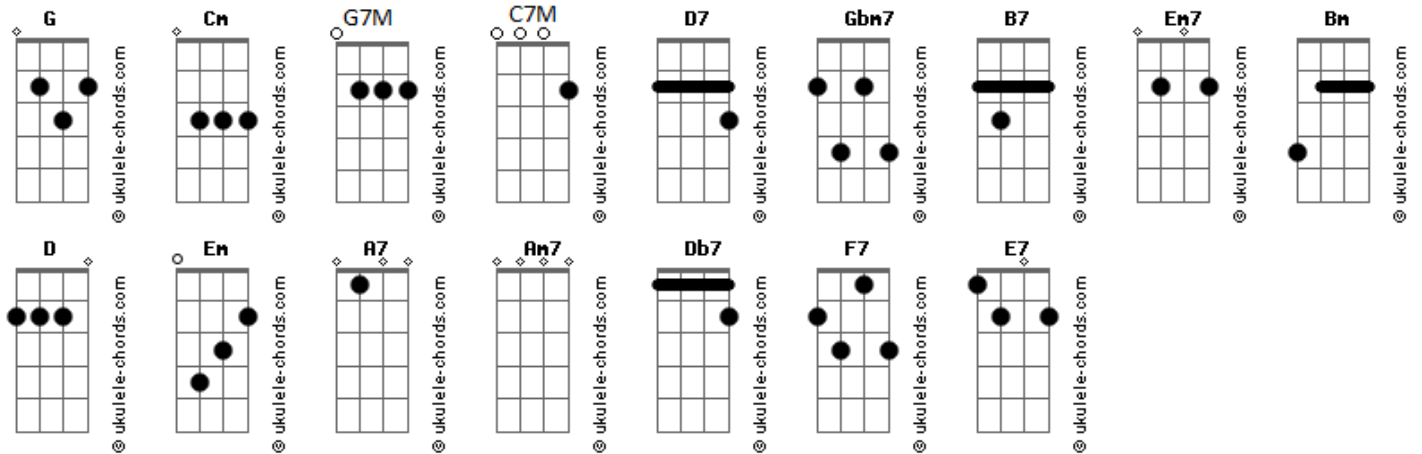 G Cm G7M C7M D7 Gbm7 B7 Em7 Bm
© ukulele-chords.com © ukulele-chords.com © ukulele-chords.com © ukulele-chords.com © ukulele-chords.com © ukulele-chords.com © ukulele-chords.com © ukulele-chords.com © ukulele-chords.com
D Em A7 Am7 Db7 F7 E7
© ukulele-chords.com © ukulele-chords.com © ukulele-chords.com © ukulele-chords.com © ukulele-chords.com © ukulele-chords.com © ukulele-chords.com